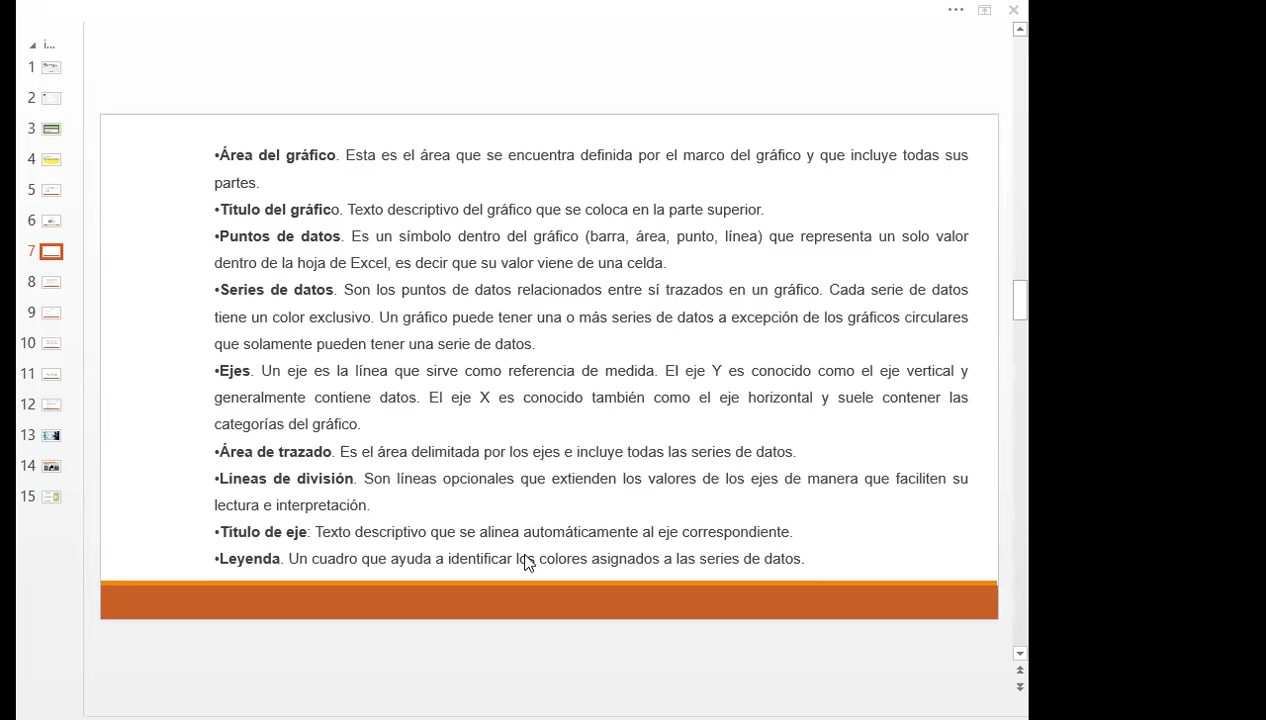 i...
1
2
3
4
5
6
7
8
9
10
11
12
13
14
15
•Área del gráfico. Esta es el área que se encuentra definida por el marco del gráfico y que incluye todas sus
partes.
•Título del gráfico. Texto descriptivo del gráfico que se coloca en la parte superior.
•Puntos de datos. Es un símbolo dentro del gráfico (barra, área, punto, línea) que representa un solo valor
dentro de la hoja de Excel, es decir que su valor viene de una celda.
•Series de datos. Son los puntos de datos relacionados entre sí trazados en un gráfico. Cada serie de datos
tiene un color exclusivo. Un gráfico puede tener una o más series de datos a excepción de los gráficos circulares
que solamente pueden tener una serie de datos.
•Ejes. Un eje es la línea que sirve como referencia de medida. El eje Y es conocido como el eje vertical y
generalmente contiene datos. El eje X es conocido también como el eje horizontal y suele contener las
categorías del gráfico.
•Área de trazado. Es el área delimitada por los ejes e incluye todas las series de datos.
•Líneas de división. Son líneas opcionales que extienden los valores de los ejes de manera que faciliten su
lectura e interpretación.
•Título de eje: Texto descriptivo que se alinea automáticamente al eje correspondiente.
•Leyenda. Un cuadro que ayuda a identificar los colores asignados a las series de datos.